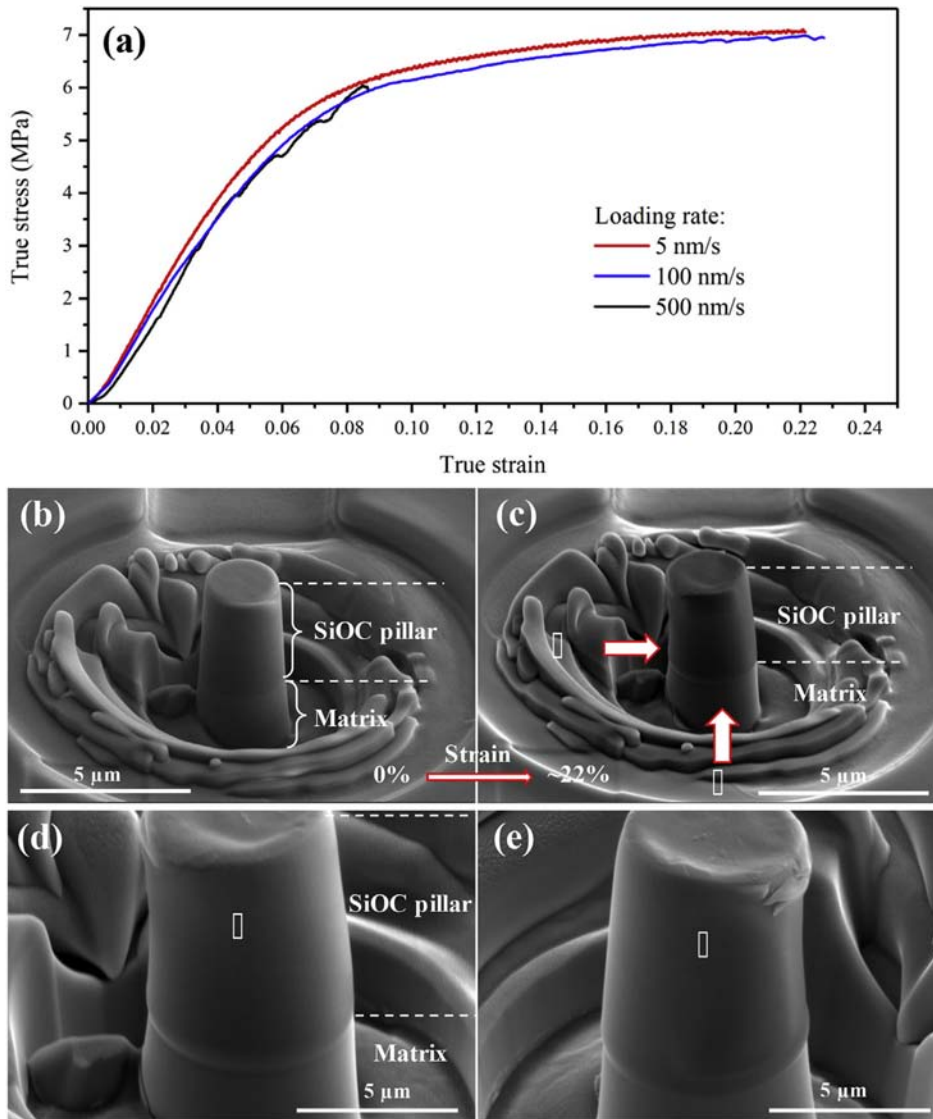 (a)
7
6
5
4
3
2
1
0
True stress (MPa)
Loading rate:
5 nm/s
100 nm/s
500 nm/s
0.00 0.02 0.04 0.06 0.08 0.10 0.12 0.14 0.16 0.18 0.20 0.22 0.24
True strain
(b)
SiOC pillar
Matrix
5 µm
0%
Strain
(c)
SiOC pillar
Matrix
~22%
5 µm
(d)
SiOC pillar
Matrix
5 µm
(e)
5 µm